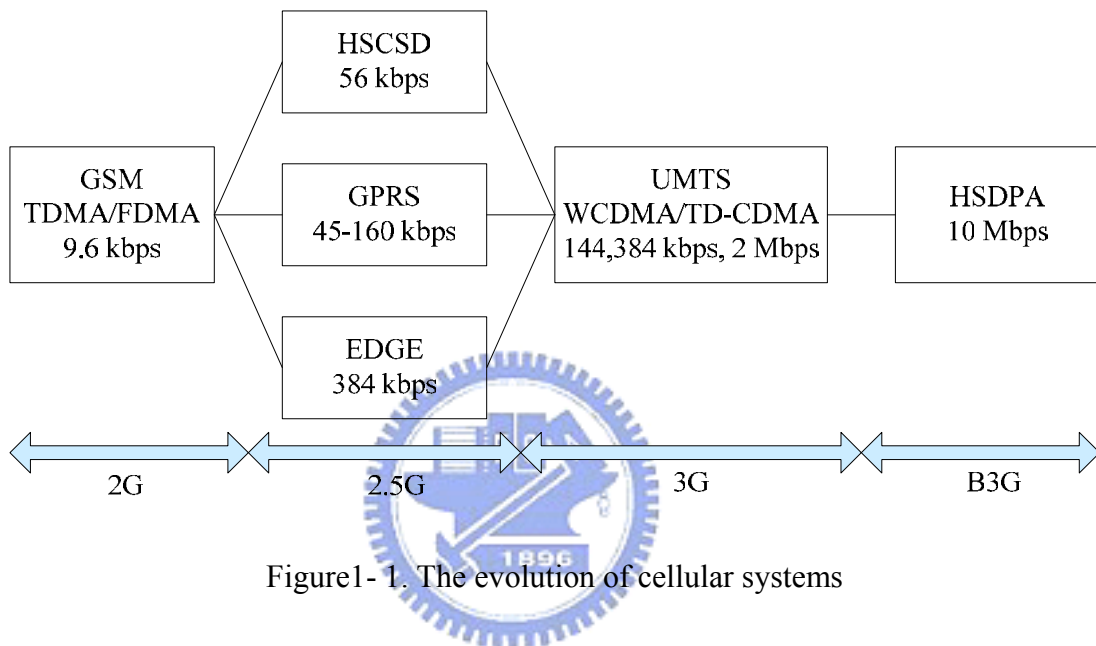 HSCSD
56 kbps
GSM
TDMA/FDMA
9.6 kbps
GPRS
45-160 kbps
UMTS
WCDMA/TD-CDMA
144,384 kbps, 2 Mbps
HSDPA
10 Mbps
EDGE
384 kbps
2G
2.5G
3G
B3G
1896
Figure1- 1. The evolution of cellular systems